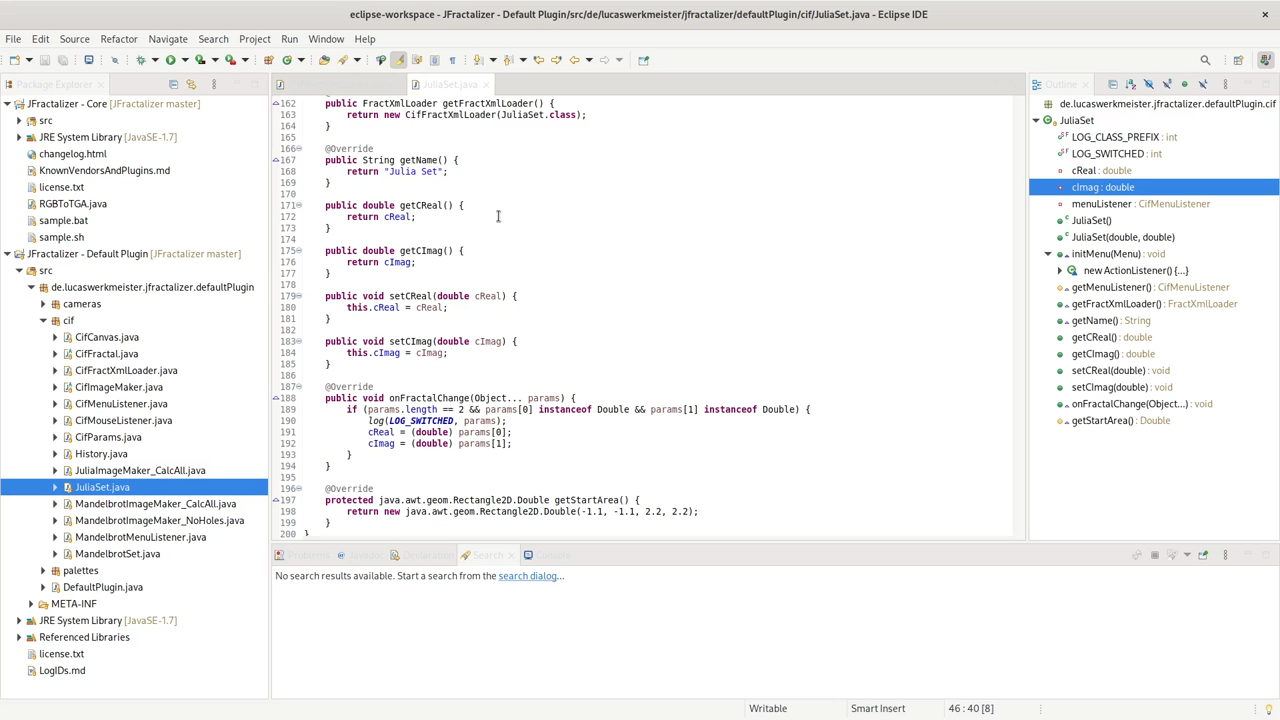 eclipse-workspace - JFractalizer - Default Plugin/src/de/lucaswerkmeister/jfractalizer/defaultPlugin/cif/JuliaSet.java - Eclipse IDE
File Edit Source Refactor Navigate Search Project Run Window Help
Package Explorer
JFractalizer - Core [JFractalizer master]
src
JRE System Library [JavaSE-1.7]
changelog.html
KnownVendorsAndPlugins.md
license.txt
RGBToTGA.java
sample.bat
sample.sh
JFractalizer - Default Plugin [JFractalizer master]
src
de.lucaswerkmeister.jfractalizer.defaultPlugin
cameras
cif
CifCanvas.java
CifFractal.java
CifFractXmlLoader.java
CifImageMaker.java
CifMenuListener.java
CifMouseListener.java
CifParams.java
History.java
JuliaImageMaker_CalcAll.java
JuliaSet.java
MandelbrotImageMaker_CalcAll.java
MandelbrotImageMaker_NoHoles.java
MandelbrotMenuListener.java
MandelbrotSet.java
palettes
DefaultPlugin.java
META-INF
JRE System Library [JavaSE-1.7]
Referenced Libraries
license.txt
LogIDs.md
JuliaSet.java
162 public FractXmlLoader getFractXmlLoader() {
163 return new CifFractXmlLoader(JuliaSet.class);
164 }
165
166 @Override
167 public String getName() {
168 return "Julia Set";
169 }
170
171 public double getCReal() {
172 return cReal;
173 }
174
175 public double getCImag() {
176 return cImag;
177 }
178
179 public void setCReal(double cReal) {
180 this.cReal = cReal;
181 }
182
183 public void setCImag(double cImag) {
184 this.cImag = cImag;
185 }
186
187 @Override
188 public void onFractalChange(Object... params) {
189 if (params.length == 2 && params[0] instanceof Double && params[1] instanceof Double) {
190 log(LOG_SWITCHED, params);
191 cReal = (double) params[0];
192 cImag = (double) params[1];
193 }
194 }
195
196 @Override
197 protected java.awt.geom.Rectangle2D.Double getStartArea() {
198 return new java.awt.geom.Rectangle2D.Double(-1.1, -1.1, 2.2, 2.2);
199 }
200 }
Problems Javadoc Declaration Search Console
No search results available. Start a search from the search dialog...
Outline
de.lucaswerkmeister.jfractalizer.defaultPlugin.cif
JuliaSet
LOG_CLASS_PREFIX : int
LOG_SWITCHED : int
cReal : double
cImag : double
menuListener : CifMenuListener
JuliaSet()
JuliaSet(double, double)
initMenu(Menu) : void
new ActionListener() {...}
getMenuListener() : CifMenuListener
getFractXmlLoader() : FractXmlLoader
getName() : String
getCReal() : double
getCImag() : double
setCReal(double) : void
setCImag(double) : void
onFractalChange(Object...) : void
getStartArea() : Double
Writable Smart Insert 46 : 40 [8]